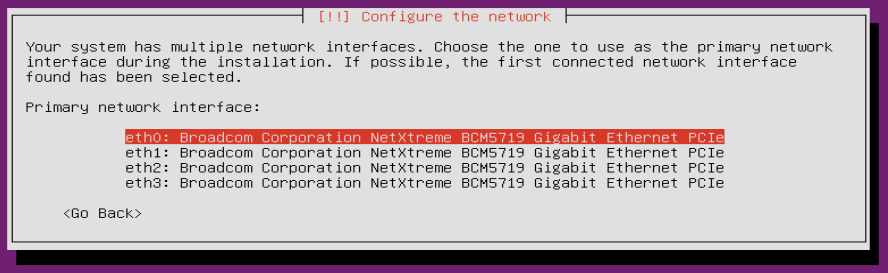 [!!] Configure the network
Your system has multiple network interfaces. Choose the one to use as the primary network
interface during the installation. If possible, the first connected network interface
found has been selected.
Primary network interface:
eth0: Broadcom Corporation NetXtreme BCM5719 Gigabit Ethernet PCIe
eth1: Broadcom Corporation NetXtreme BCM5719 Gigabit Ethernet PCIe
eth2: Broadcom Corporation NetXtreme BCM5719 Gigabit Ethernet PCIe
eth3: Broadcom Corporation NetXtreme BCM5719 Gigabit Ethernet PCIe
<Go Back>